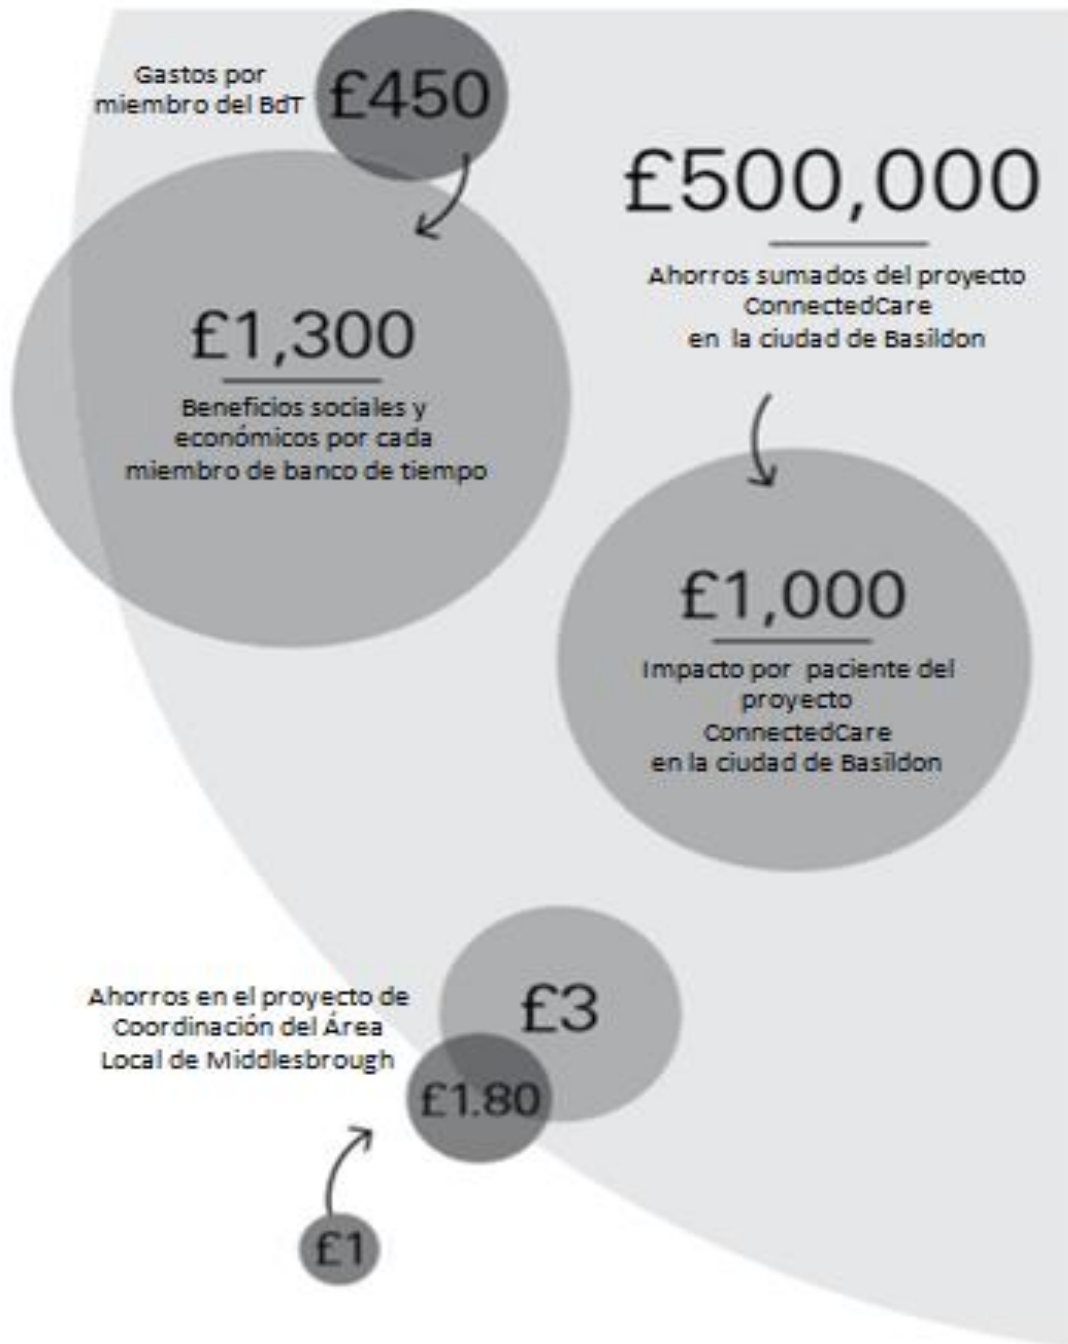 Gastos por
miembro del BdT
£450
£1,300
Beneficios sociales y
económicos por cada
miembro de banco de tiempo
£500,000
Ahorros sumados del proyecto
ConnectedCare
en la ciudad de Basildon
£1,000
Impacto por paciente del
proyecto
ConnectedCare
en la ciudad de Basildon
Ahorros en el proyecto de
Coordinación del Área
Local de Middlesbrough
£3
£1.80
£1